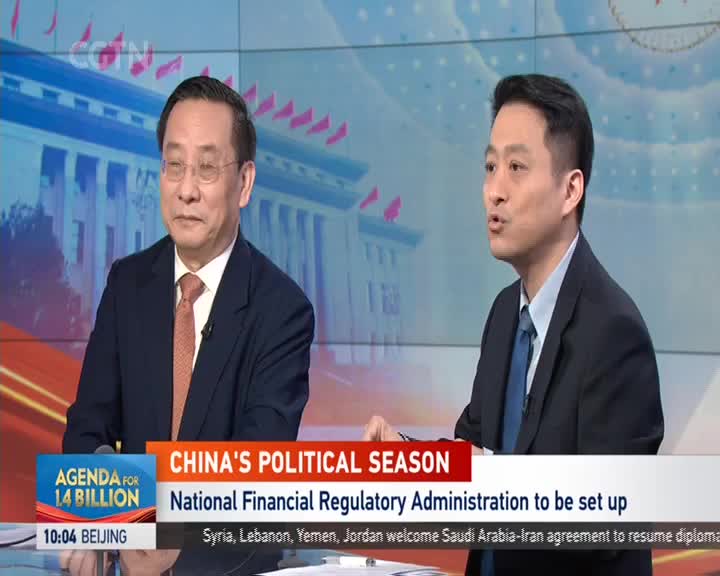 CGTN
CHINA'S POLITICAL SEASON
AGENDA FOR
1.4 BILLION
National Financial Regulatory Administration to be set up
10:04 BEIJING
Syria, Lebanon, Yemen, Jordan welcome Saudi Arabia-Iran agreement to resume diploma